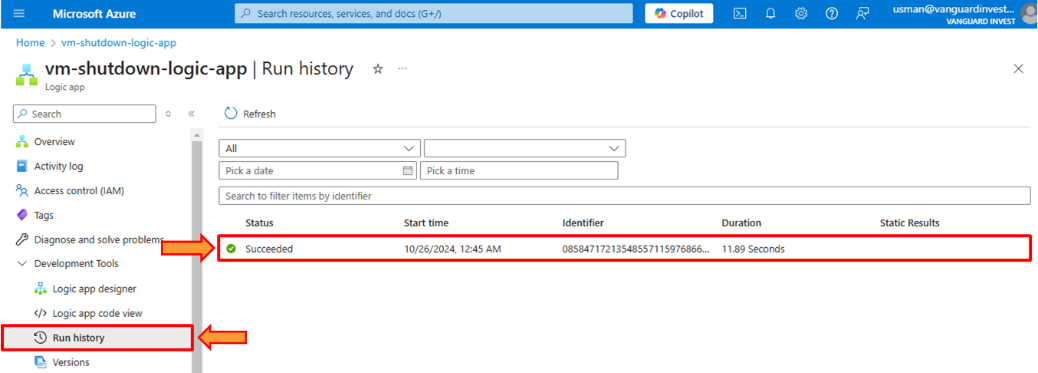 Microsoft Azure
Search resources, services, and docs (G+/)
Copilot
usman@vanguardinvest...
VANGUARD INVEST
Home > vm-shutdown-logic-app
vm-shutdown-logic-app | Run history
Logic app
Search
Refresh
Overview
Activity log
Access control (IAM)
Tags
Diagnose and solve problems
Development Tools
Logic app designer
Logic app code view
Run history
Versions
All
Pick a date
Pick a time
Search to filter items by identifier
Status Start time Identifier Duration Static Results
Succeeded 10/26/2024, 12:45 AM 08584717213548557115976866... 11.89 Seconds